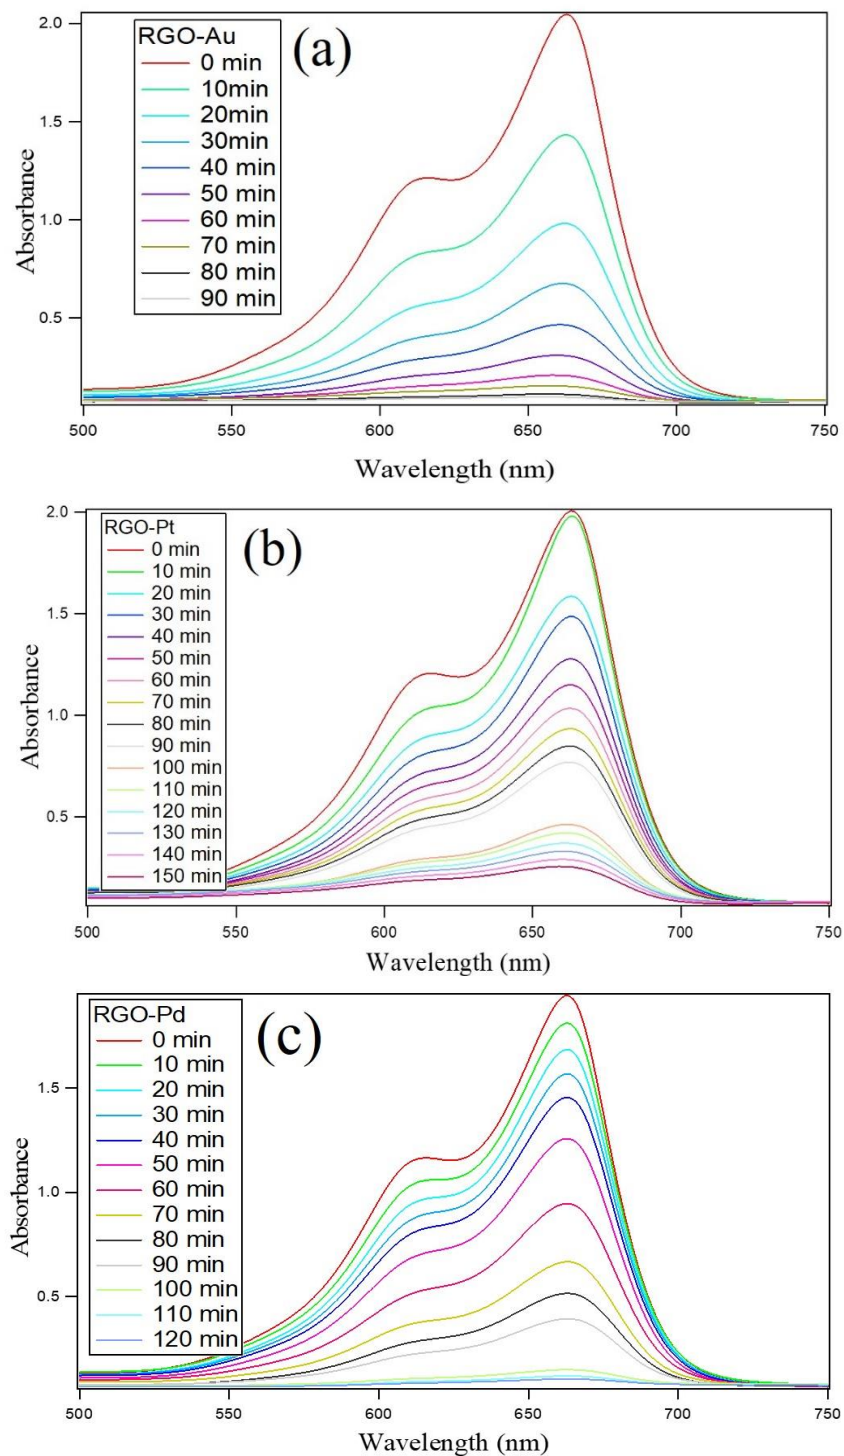 RGO-Au
0 min
10min
20min
30min
40 min
50 min
60 min
70 min
80 min
90 min
(a)
2.0
1.5
1.0
0.5
Absorbance
500 550 600 650 700 750
Wavelength (nm)
RGO-Pt
0 min
10 min
20 min
30 min
40 min
50 min
60 min
70 min
80 min
90 min
100 min
110 min
120 min
130 min
140 min
150 min
(b)
2.0
1.5
1.0
0.5
Absorbance
500 550 600 650 700 750
Wavelength (nm)
RGO-Pd
0 min
10 min
20 min
30 min
40 min
50 min
60 min
70 min
80 min
90 min
100 min
110 min
120 min
(c)
1.5
1.0
0.5
Absorbance
500 550 600 650 700 750
Wavelength (nm)